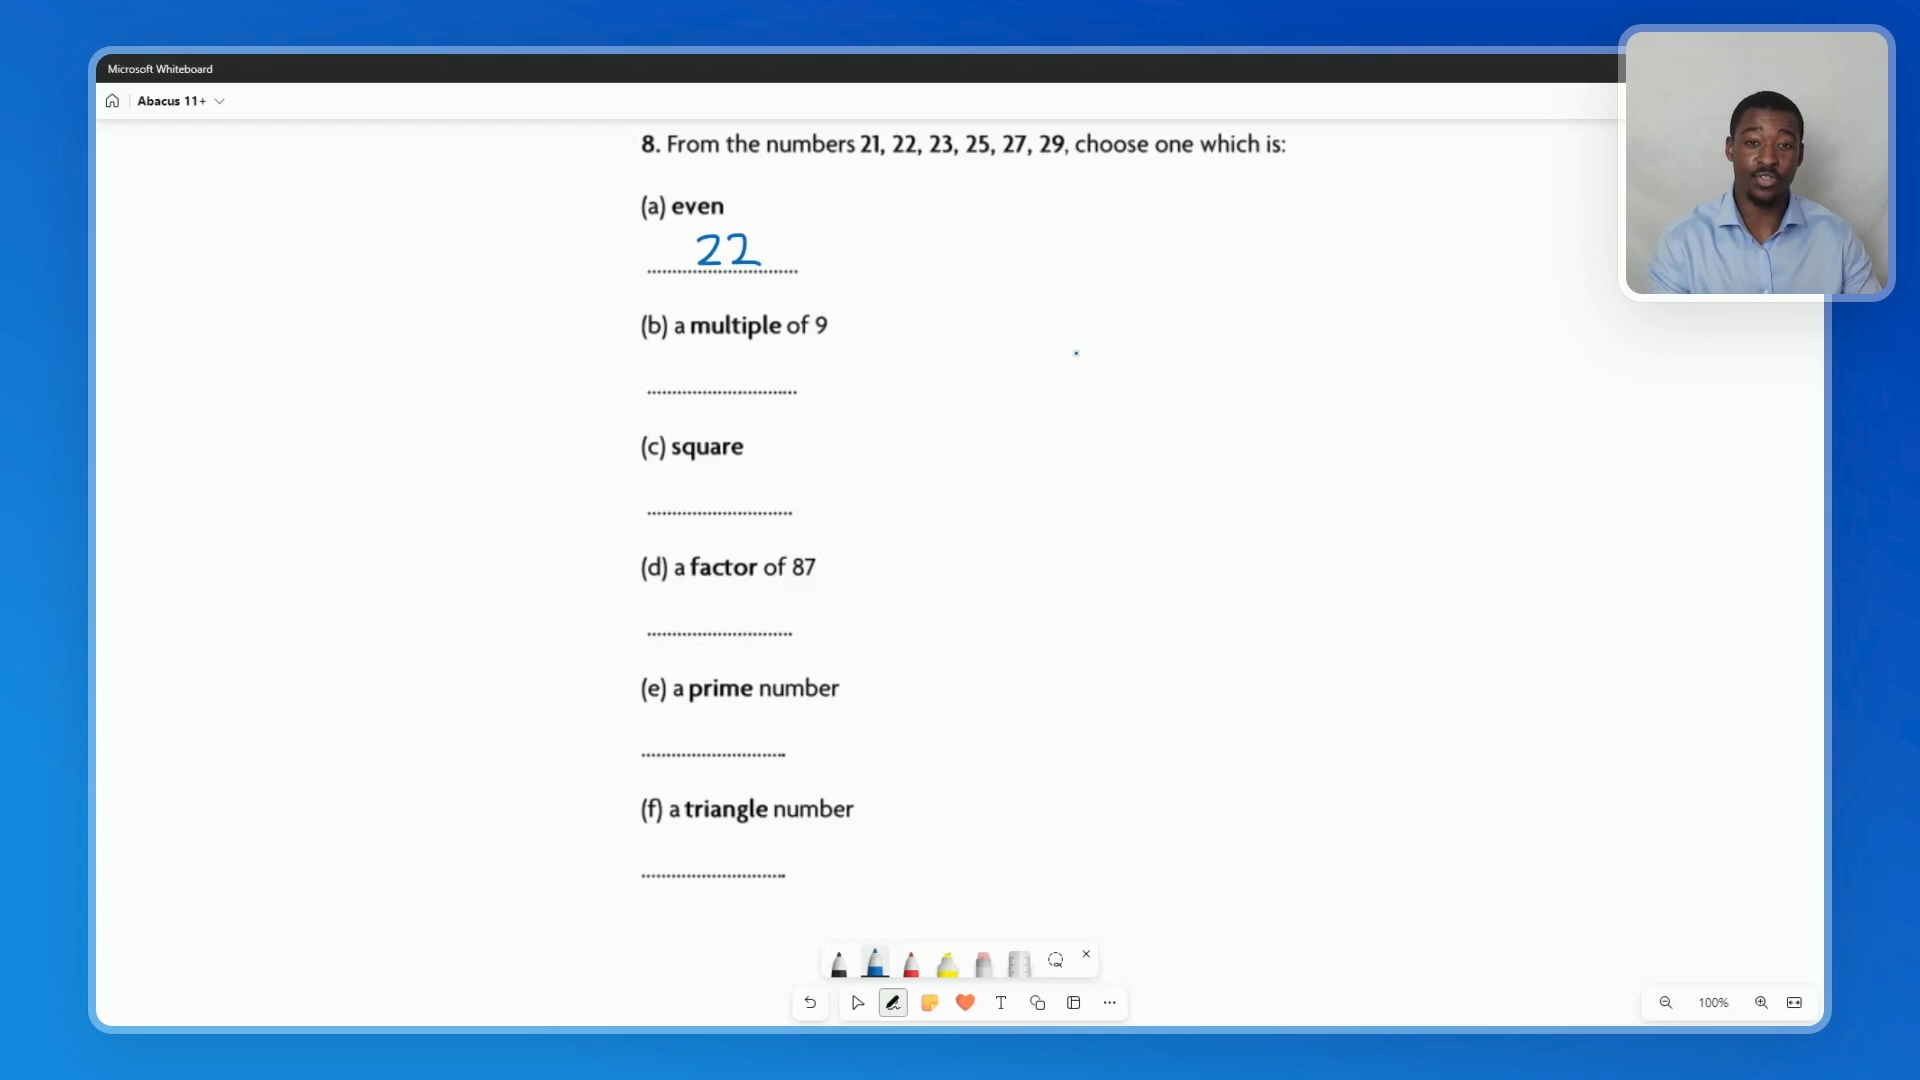 Microsoft Whiteboard
Abacus 11+
8. From the numbers 21, 22, 23, 25, 27, 29, choose one which is:
(a) even
22
(b) a multiple of 9
(c) square
(d) a factor of 87
(e) a prime number
(f) a triangle number
100%